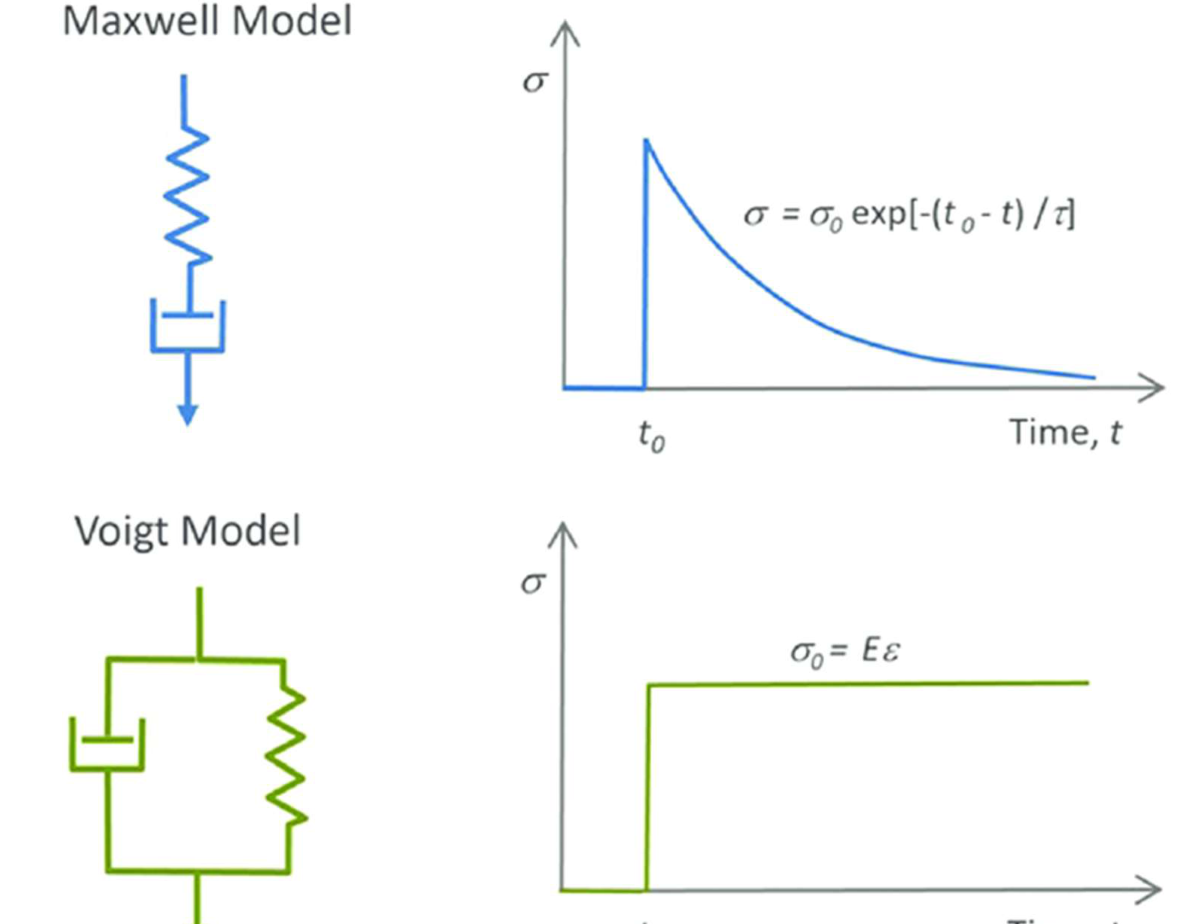 Maxwell Model
σ
σ = σ0 exp[-(t0 - t) / τ]
t0
Time, t
Voigt Model
σ
σ0 = Eε